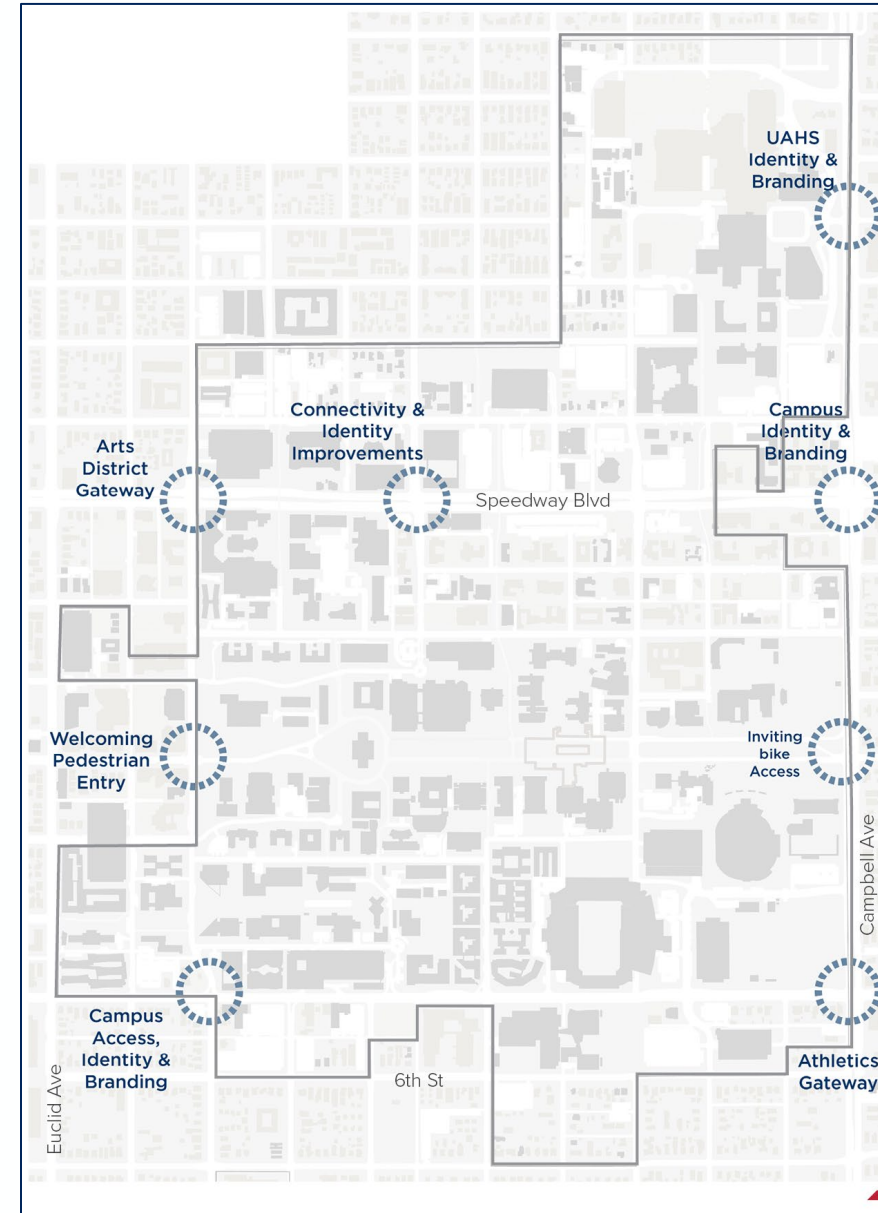 UAHS
Identity &
Branding
Connectivity &
Identity
Improvements
Campus
Identity &
Branding
Arts
District
Gateway
Speedway Blvd
Welcoming
Pedestrian
Entry
Inviting
bike
Access
Campbell Ave
Campus
Access,
Identity &
Branding
Athletics
Gateway
6th St
Euclid Ave